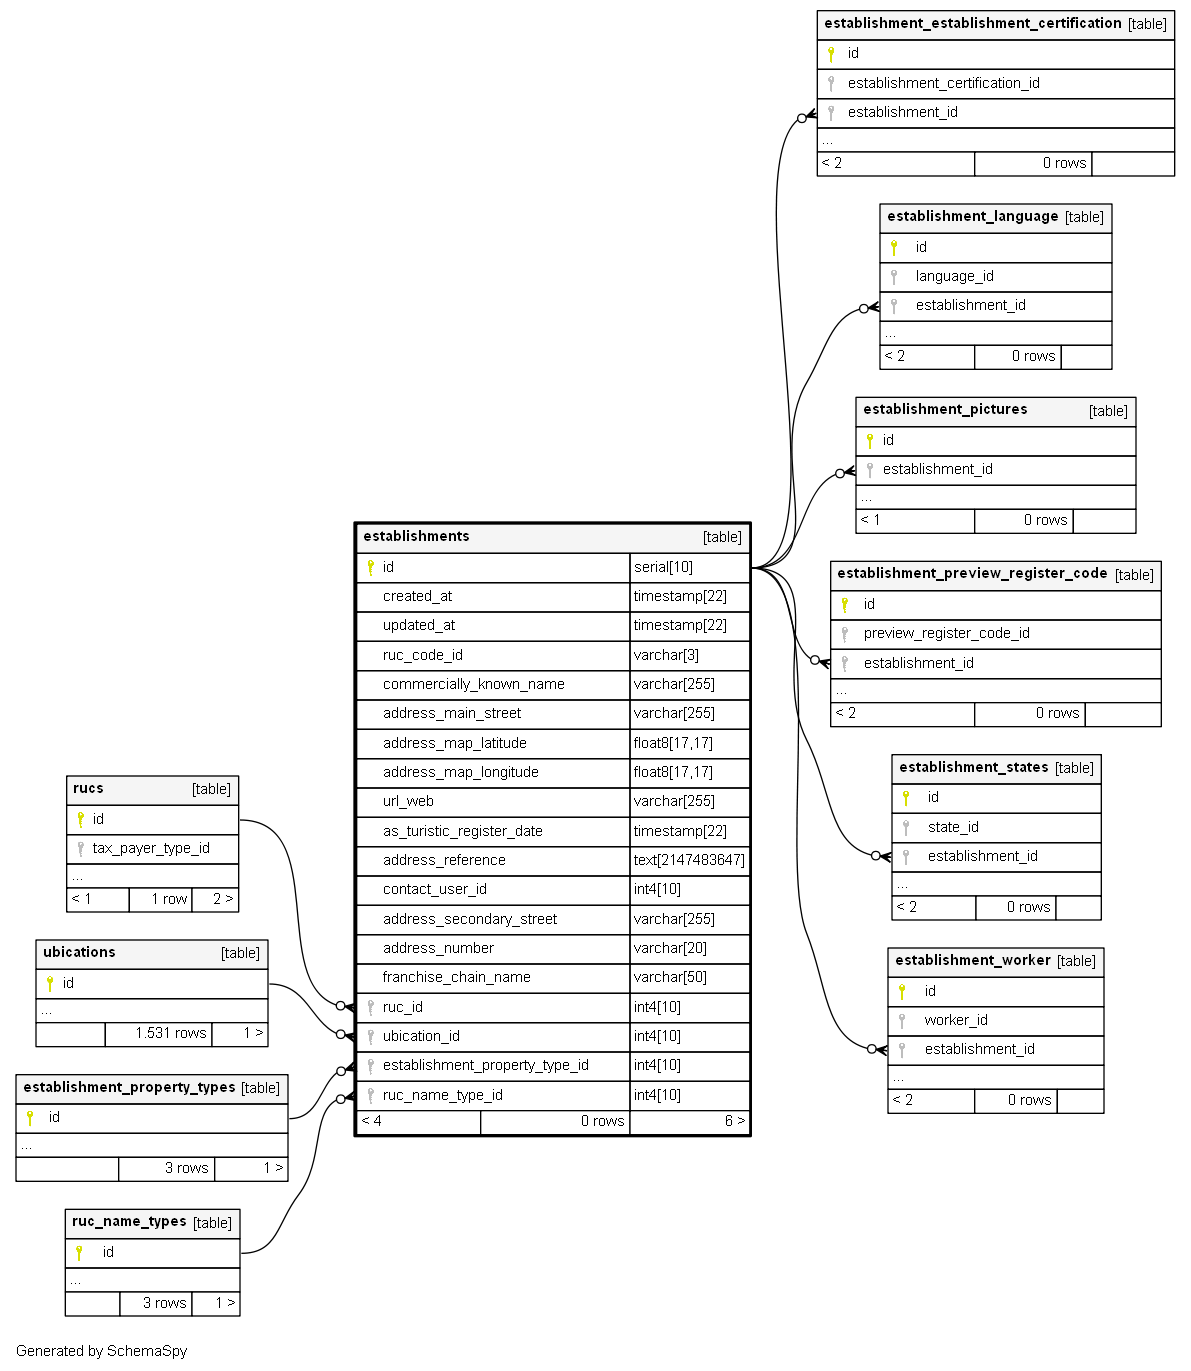 establishment_establishment_certification [table]
id
establishment_certification_id
establishment_id
...
< 2 0 rows
establishment_language [table]
id
language_id
establishment_id
...
< 2 0 rows
establishment_pictures [table]
id
establishment_id
...
< 1 0 rows
establishments [table]
id serial[10]
created_at timestamp[22]
updated_at timestamp[22]
ruc_code_id varchar[3]
commercially_known_name varchar[255]
address_main_street varchar[255]
address_map_latitude float8[17,17]
address_map_longitude float8[17,17]
url_web varchar[255]
as_turistic_register_date timestamp[22]
address_reference text[2147483647]
contact_user_id int4[10]
address_secondary_street varchar[255]
address_number varchar[20]
franchise_chain_name varchar[50]
ruc_id int4[10]
ubication_id int4[10]
establishment_property_type_id int4[10]
ruc_name_type_id int4[10]
< 4 0 rows 6 >
establishment_preview_register_code [table]
id
preview_register_code_id
establishment_id
...
< 2 0 rows
establishment_states [table]
id
state_id
establishment_id
...
< 2 0 rows
establishment_worker [table]
id
worker_id
establishment_id
...
< 2 0 rows
rucs [table]
id
tax_payer_type_id
...
< 1 1 row 2 >
ubications [table]
id
...
1.531 rows 1 >
establishment_property_types [table]
id
...
3 rows 1 >
ruc_name_types [table]
id
...
3 rows 1 >
Generated by SchemaSpy